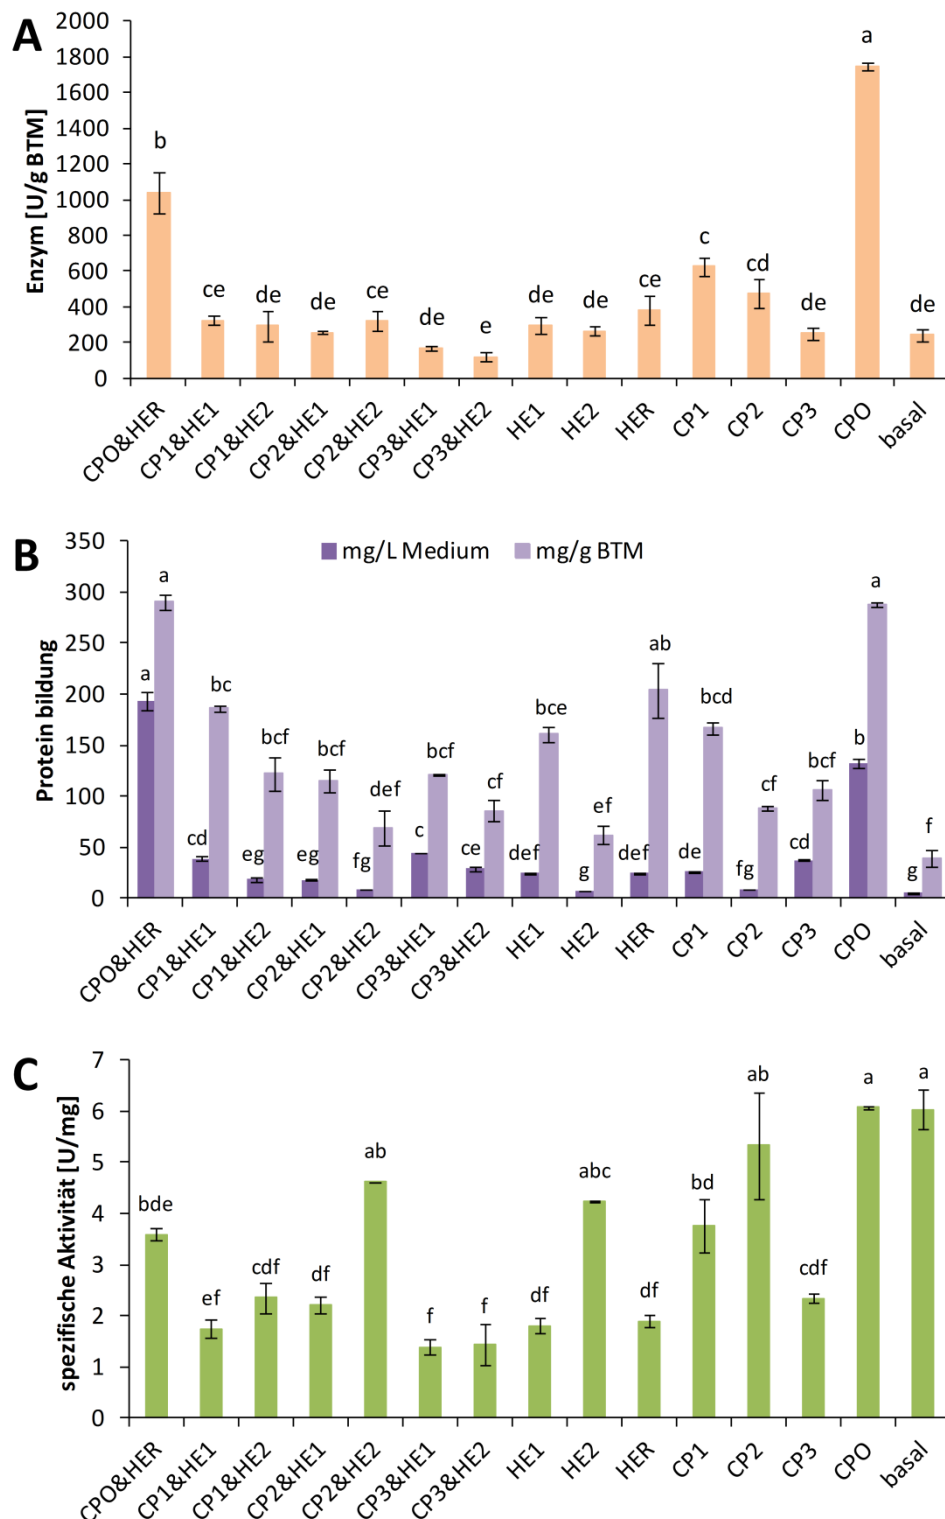 A
Enzym [U/g BTM]
2000
1800
1600
1400
1200
1000
800
600
400
200
0
b
ce
de
de
ce
de
e
de
de
ce
c
cd
de
a
de
CPO&HER
CP1&HE1
CP1&HE2
CP2&HE1
CP2&HE2
CP3&HE1
CP3&HE2
HE1
HE2
HER
CP1
CP2
CP3
CPO
basal
B
Protein bildung
350
300
250
200
150
100
50
0
mg/L Medium
mg/g BTM
a
a
cd
bc
eg
bcf
eg
bcf
fg
def
c
bcf
ce
cf
def
bce
g
ef
def
ab
de
bcd
fg
cf
cd
bcf
b
a
g
f
CPO&HER
CP1&HE1
CP1&HE2
CP2&HE1
CP2&HE2
CP3&HE1
CP3&HE2
HE1
HE2
HER
CP1
CP2
CP3
CPO
basal
C
spezifische Aktivität [U/mg]
7
6
5
4
3
2
1
0
bde
ef
cdf
df
ab
f
f
df
abc
df
bd
ab
cdf
a
a
CPO&HER
CP1&HE1
CP1&HE2
CP2&HE1
CP2&HE2
CP3&HE1
CP3&HE2
HE1
HE2
HER
CP1
CP2
CP3
CPO
basal